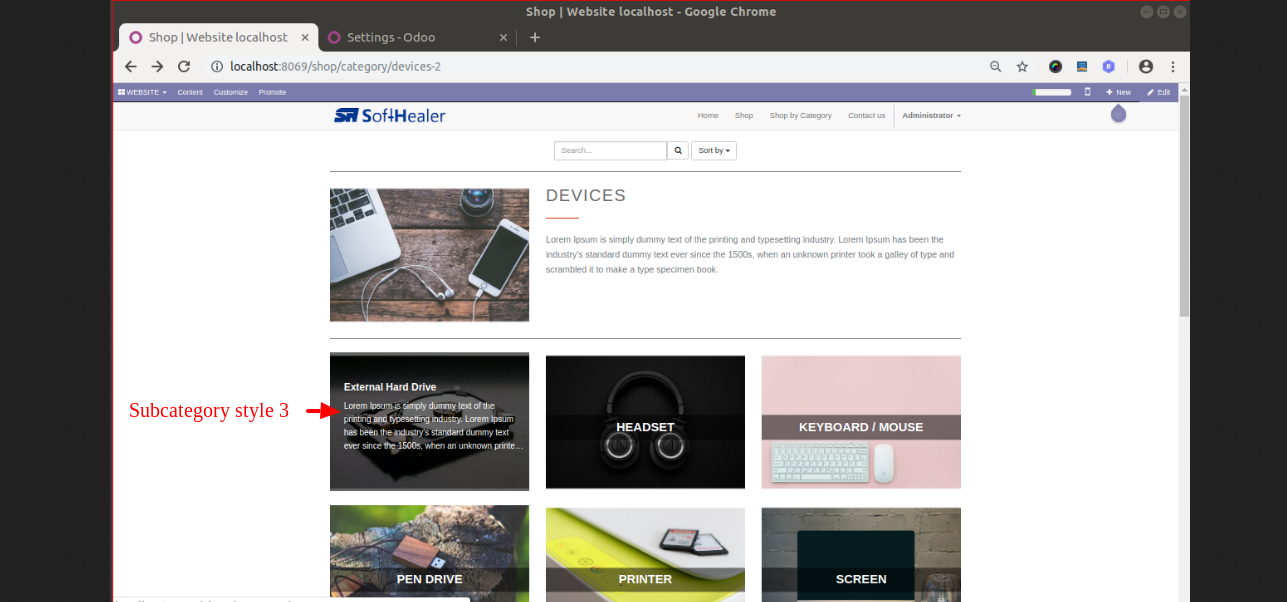 Shop | Website localhost - Google Chrome
Shop | Website localhost
Settings - Odoo
localhost:8069/shop/category/devices-2
WEBSITE Content Customize Promote
New Edit
SoftHealer
Home Shop Shop by Category Contact us Administrator
Search... Sort by
DEVICES
Lorem Ipsum is simply dummy text of the printing and typesetting industry. Lorem Ipsum has been the
industry's standard dummy text ever since the 1500s, when an unknown printer took a galley of type and
scrambled it to make a type specimen book.
Subcategory style 3
External Hard Drive
Lorem Ipsum is simply dummy text of the
printing and typesetting industry. Lorem Ipsum
has been the industry's standard dummy text
ever since the 1500s, when an unknown printe…
HEADSET
KEYBOARD / MOUSE
PEN DRIVE
PRINTER
SCREEN